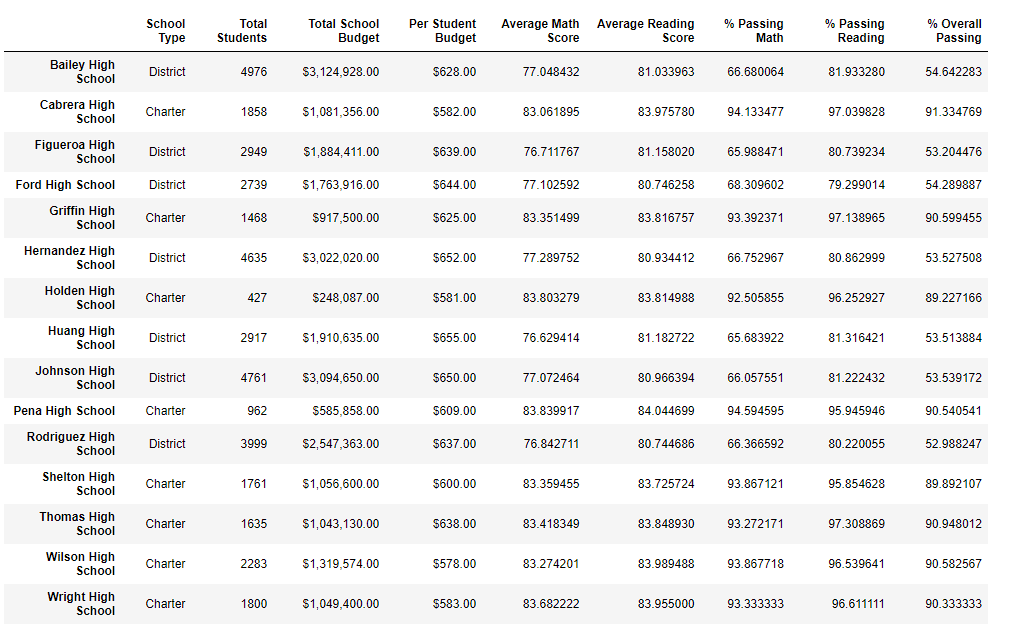 School Type Total Students Total School Budget Per Student Budget Average Math Score Average Reading Score % Passing Math % Passing Reading % Overall Passing
Bailey High School District 4976 $3,124,928.00 $628.00 77.048432 81.033963 66.680064 81.933280 54.642283
Cabrera High School Charter 1858 $1,081,356.00 $582.00 83.061895 83.975780 94.133477 97.039828 91.334769
Figueroa High School District 2949 $1,884,411.00 $639.00 76.711767 81.158020 65.988471 80.739234 53.204476
Ford High School District 2739 $1,763,916.00 $644.00 77.102592 80.746258 68.309602 79.299014 54.289887
Griffin High School Charter 1468 $917,500.00 $625.00 83.351499 83.816757 93.392371 97.138965 90.599455
Hernandez High School District 4635 $3,022,020.00 $652.00 77.289752 80.934412 66.752967 80.862999 53.527508
Holden High School Charter 427 $248,087.00 $581.00 83.803279 83.814988 92.505855 96.252927 89.227166
Huang High School District 2917 $1,910,635.00 $655.00 76.629414 81.182722 65.683922 81.316421 53.513884
Johnson High School District 4761 $3,094,650.00 $650.00 77.072464 80.966394 66.057551 81.222432 53.539172
Pena High School Charter 962 $585,858.00 $609.00 83.839917 84.044699 94.594595 95.945946 90.540541
Rodriguez High School District 3999 $2,547,363.00 $637.00 76.842711 80.744686 66.366592 80.220055 52.988247
Shelton High School Charter 1761 $1,056,600.00 $600.00 83.359455 83.725724 93.867121 95.854628 89.892107
Thomas High School Charter 1635 $1,043,130.00 $638.00 83.418349 83.848930 93.272171 97.308869 90.948012
Wilson High School Charter 2283 $1,319,574.00 $578.00 83.274201 83.989488 93.867718 96.539641 90.582567
Wright High School Charter 1800 $1,049,400.00 $583.00 83.682222 83.955000 93.333333 96.611111 90.333333